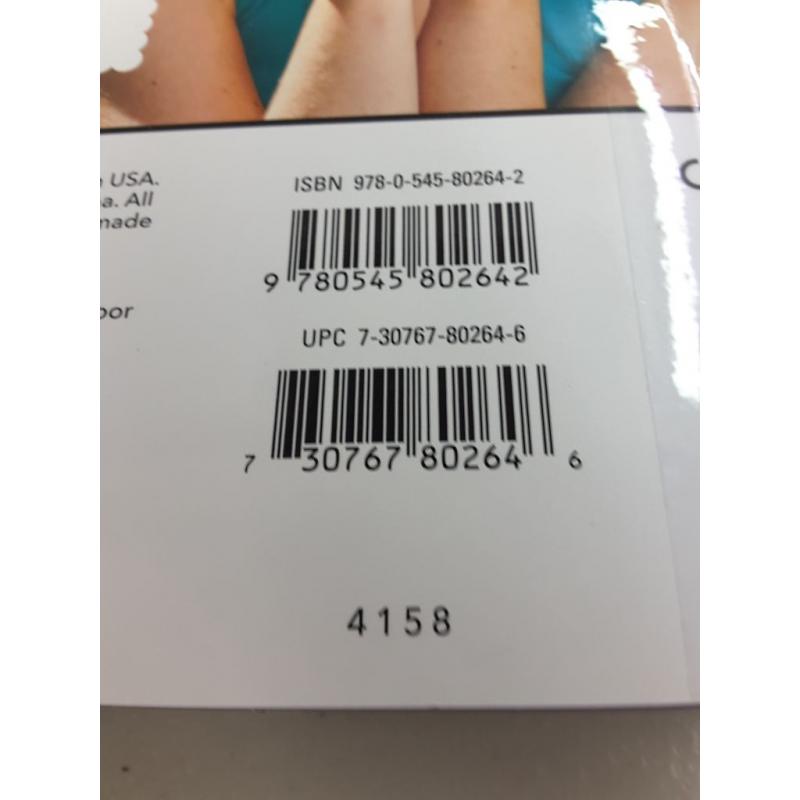 USA.
a. All
made
oor
ISBN 978-0-545-80264-2
9 780545 802642
UPC 7-30767-80264-6
7 30767 80264 6
4158